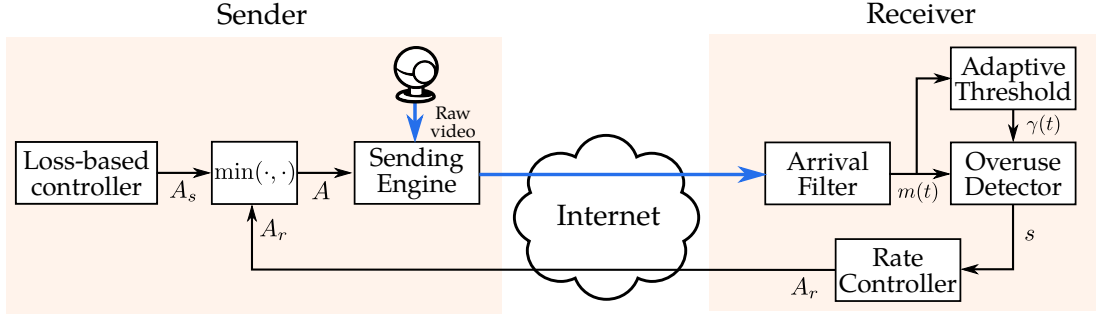 Sender
Receiver
Adaptive
Threshold
Raw
video
γ(t)
Loss-based
controller
A_s
min(·,·)
A
Sending
Engine
Arrival
Filter
m(t)
Overuse
Detector
Internet
A_r
s
Rate
Controller
A_r